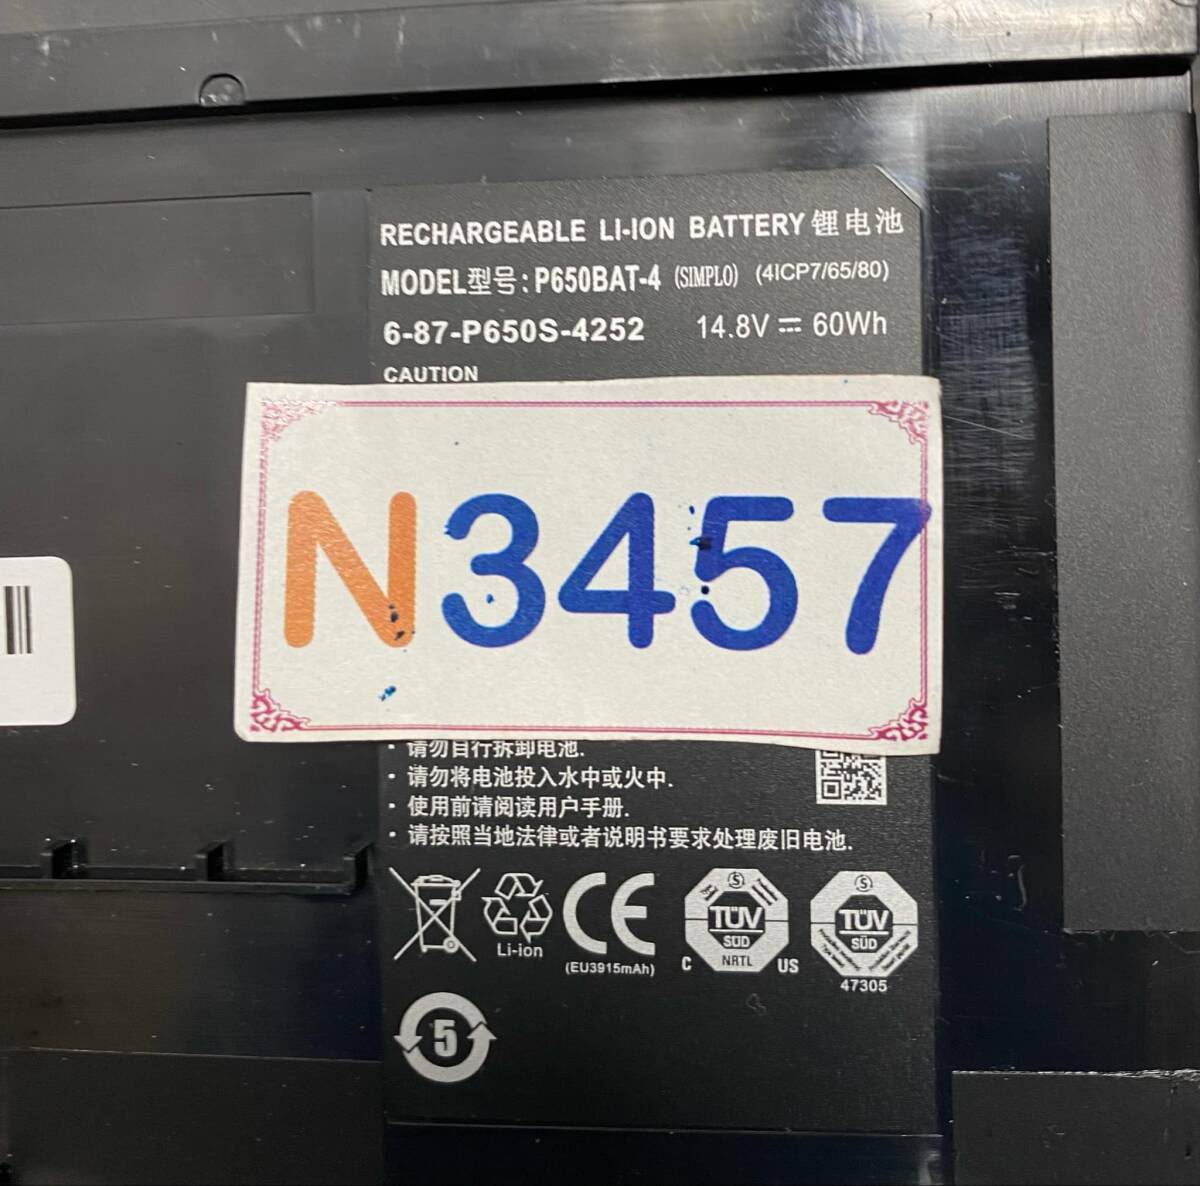 RECHARGEABLE LI-ION BATTERY 锂电池
MODEL型号: P650BAT-4 (SIMPLO) (4ICP7/65/80)
6-87-P650S-4252 14.8V ⎓ 60Wh
CAUTION
N3457
· 请勿自行拆卸电池.
· 请勿将电池投入水中或火中.
· 使用前请阅读用户手册.
· 请按照当地法律或者说明书要求处理废旧电池.
Li-ion
CE
(EU3915mAh)
TÜV
SÜD
NRTL
C US
TÜV
SÜD
47305
5